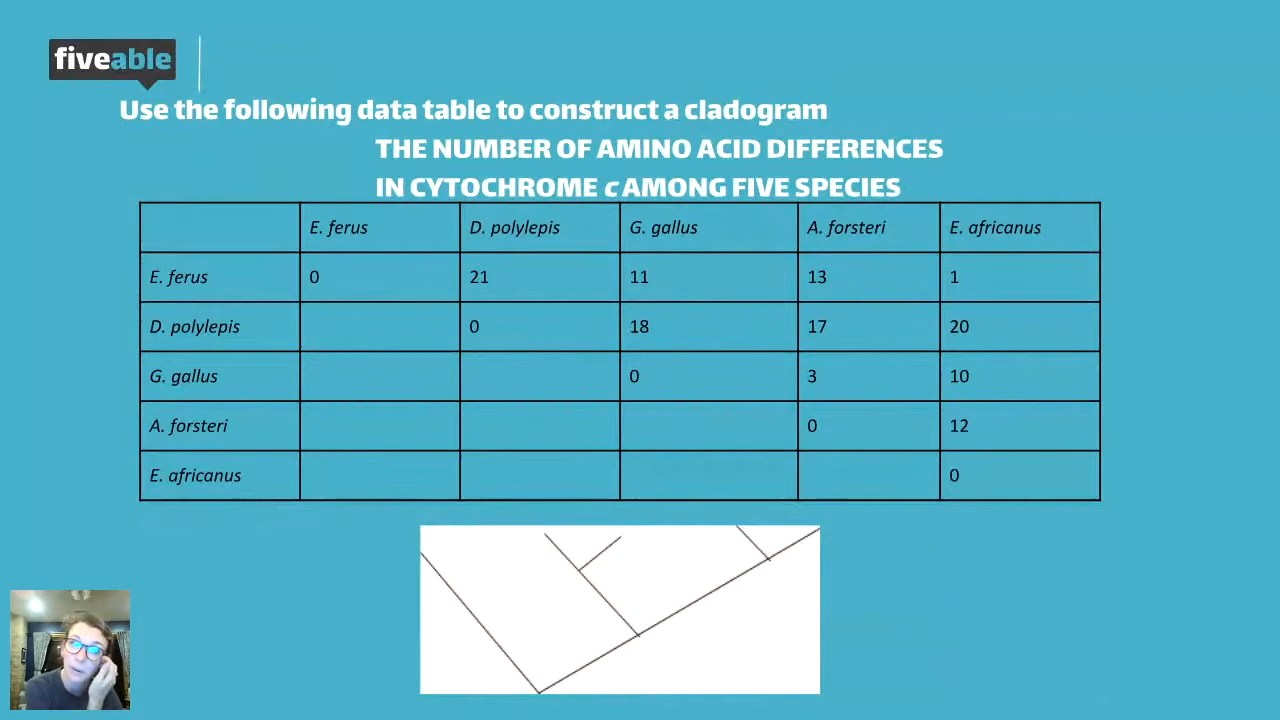 fiveable
Use the following data table to construct a cladogram
THE NUMBER OF AMINO ACID DIFFERENCES
IN CYTOCHROME c AMONG FIVE SPECIES
E. ferus D. polylepis G. gallus A. forsteri E. africanus
E. ferus 0 21 11 13 1
D. polylepis 0 18 17 20
G. gallus 0 3 10
A. forsteri 0 12
E. africanus 0